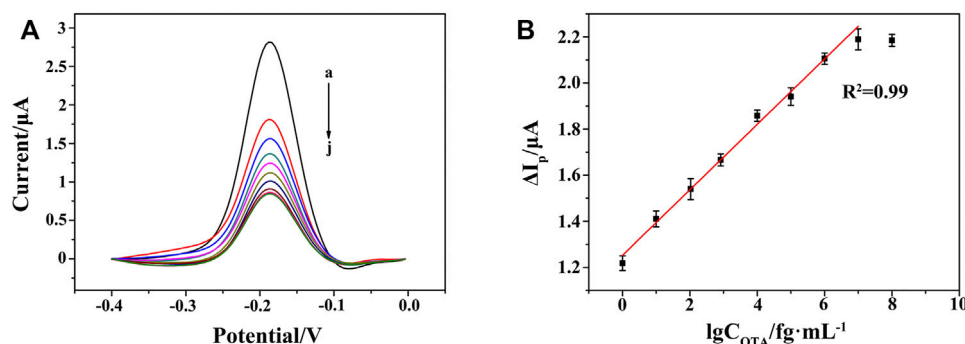 A
Current/μA
3
2.5
2
1.5
1
0.5
0
-0.4
-0.3
-0.2
-0.1
0.0
Potential/V
a
j
B
ΔIₚ/μA
2.2
2.0
1.8
1.6
1.4
1.2
0
2
4
6
8
10
R²=0.99
lgC_OTA/fg·mL⁻¹